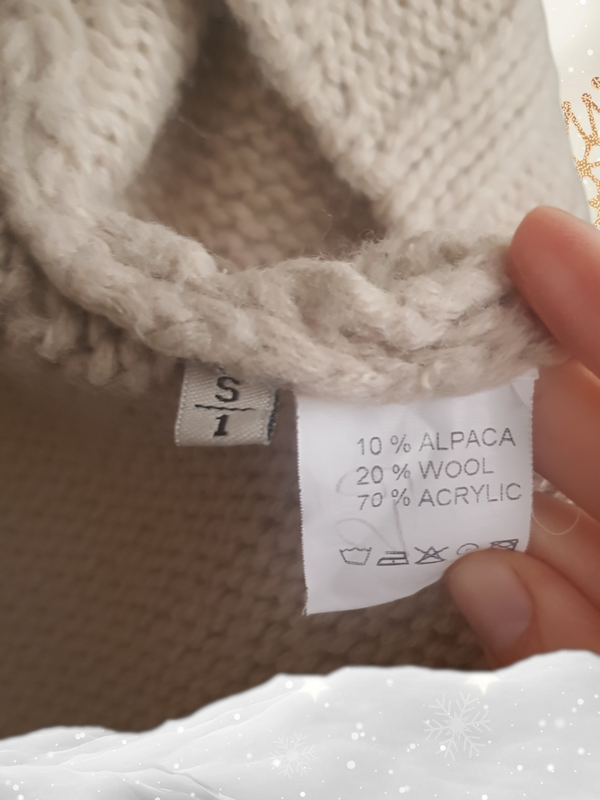 S
1
10 % ALPACA
20 % WOOL
70 % ACRYLIC